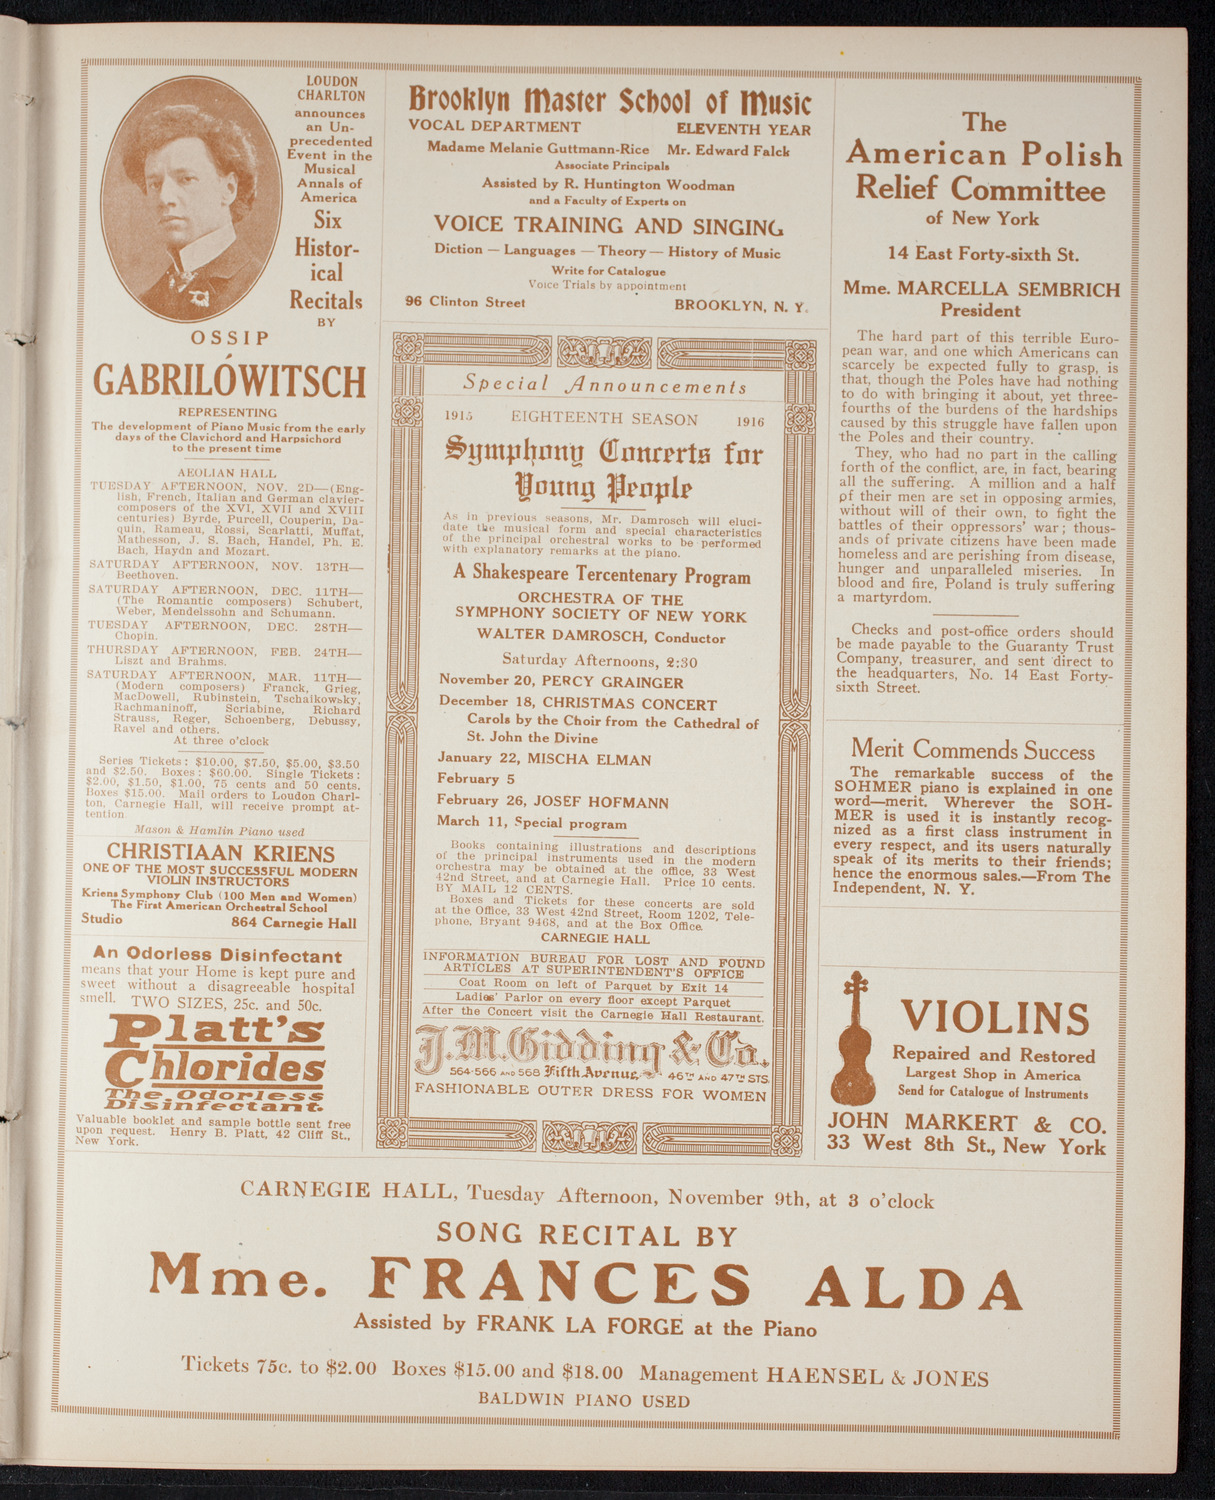 LOUDON
CHARLTON
announces
an Un-
precedented
Event in the
Musical
Annals of
America
Six
Histor-
ical
Recitals
BY
OSSIP
GABRILÓWITSCH
REPRESENTING
The development of Piano Music from the early
days of the Clavichord and Harpsichord
to the present time
AEOLIAN HALL
TUESDAY AFTERNOON, NOV. 2D—(Eng-
lish, French, Italian and German clavier-
composers of the XVI, XVII and XVIII
centuries) Byrde, Purcell, Couperin, Da-
quin, Rameau, Rossi, Scarlatti, Muffat,
Mathesson, J. S. Bach, Handel, Ph. E.
Bach, Haydn and Mozart.
SATURDAY AFTERNOON, NOV. 13TH—
Beethoven.
SATURDAY AFTERNOON, DEC. 11TH—
(The Romantic composers) Schubert,
Weber, Mendelssohn and Schumann.
TUESDAY AFTERNOON, DEC. 28TH—
Chopin.
THURSDAY AFTERNOON, FEB. 24TH—
Liszt and Brahms.
SATURDAY AFTERNOON, MAR. 11TH—
(Modern composers) Franck, Grieg,
MacDowell, Rubinstein, Tschaikowsky,
Rachmaninoff, Scriabine, Richard
Strauss, Reger, Schoenberg, Debussy,
Ravel and others.
At three o'clock
Series Tickets: $10.00, $7.50, $5.00, $3.50
and $2.50. Boxes: $60.00. Single Tickets:
$2.00, $1.50, $1.00, 75 cents and 50 cents.
Boxes $15.00. Mail orders to Loudon Charl-
ton, Carnegie Hall, will receive prompt at-
tention.
Mason & Hamlin Piano used
CHRISTIAAN KRIENS
ONE OF THE MOST SUCCESSFUL MODERN
VIOLIN INSTRUCTORS
Kriens Symphony Club (100 Men and Women)
The First American Orchestral School
Studio 864 Carnegie Hall
An Odorless Disinfectant
means that your Home is kept pure and
sweet without a disagreeable hospital
smell. TWO SIZES, 25c. and 50c.
Platt's
Chlorides
The Odorless
Disinfectant.
Valuable booklet and sample bottle sent free
upon request. Henry B. Platt, 42 Cliff St.,
New York.
Brooklyn Master School of Music
VOCAL DEPARTMENT ELEVENTH YEAR
Madame Melanie Guttmann-Rice Mr. Edward Falck
Associate Principals
Assisted by R. Huntington Woodman
and a Faculty of Experts on
VOICE TRAINING AND SINGING
Diction — Languages — Theory — History of Music
Write for Catalogue
Voice Trials by appointment
96 Clinton Street BROOKLYN, N. Y.
Special Announcements
1915 EIGHTEENTH SEASON 1916
Symphony Concerts for
Young People
As in previous seasons, Mr. Damrosch will eluci-
date the musical form and special characteristics
of the principal orchestral works to be performed
with explanatory remarks at the piano.
A Shakespeare Tercentenary Program
ORCHESTRA OF THE
SYMPHONY SOCIETY OF NEW YORK
WALTER DAMROSCH, Conductor
Saturday Afternoons, 2:30
November 20, PERCY GRAINGER
December 18, CHRISTMAS CONCERT
Carols by the Choir from the Cathedral of
St. John the Divine
January 22, MISCHA ELMAN
February 5
February 26, JOSEF HOFMANN
March 11, Special program
Books containing illustrations and descriptions
of the principal instruments used in the modern
orchestra may be obtained at the office, 33 West
42nd Street, and at Carnegie Hall. Price 10 cents.
BY MAIL 12 CENTS.
Boxes and Tickets for these concerts are sold
at the Office, 33 West 42nd Street, Room 1202, Tele-
phone, Bryant 9468, and at the Box Office.
CARNEGIE HALL
INFORMATION BUREAU FOR LOST AND FOUND
ARTICLES AT SUPERINTENDENT'S OFFICE
Coat Room on left of Parquet by Exit 14
Ladies' Parlor on every floor except Parquet
After the Concert visit the Carnegie Hall Restaurant.
J.M. Gidding & Co.
564-566 AND 568 Fifth Avenue 46TH AND 47TH STS.
FASHIONABLE OUTER DRESS FOR WOMEN
The
American Polish
Relief Committee
of New York
14 East Forty-sixth St.
Mme. MARCELLA SEMBRICH
President
The hard part of this terrible Euro-
pean war, and one which Americans can
scarcely be expected fully to grasp, is
that, though the Poles have had nothing
to do with bringing it about, yet three-
fourths of the burdens of the hardships
caused by this struggle have fallen upon
the Poles and their country.
They, who had no part in the calling
forth of the conflict, are, in fact, bearing
all the suffering. A million and a half
of their men are set in opposing armies,
without will of their own, to fight the
battles of their oppressors' war; thous-
ands of private citizens have been made
homeless and are perishing from disease,
hunger and unparalleled miseries. In
blood and fire, Poland is truly suffering
a martyrdom.
Checks and post-office orders should
be made payable to the Guaranty Trust
Company, treasurer, and sent direct to
the headquarters, No. 14 East Forty-
sixth Street.
Merit Commends Success
The remarkable success of the
SOHMER piano is explained in one
word—merit. Wherever the SOH-
MER is used it is instantly recog-
nized as a first class instrument in
every respect, and its users naturally
speak of its merits to their friends;
hence the enormous sales.—From The
Independent, N. Y.
VIOLINS
Repaired and Restored
Largest Shop in America
Send for Catalogue of Instruments
JOHN MARKERT & CO.
33 West 8th St., New York
CARNEGIE HALL, Tuesday Afternoon, November 9th, at 3 o'clock
SONG RECITAL BY
Mme. FRANCES ALDA
Assisted by FRANK LA FORGE at the Piano
Tickets 75c. to $2.00 Boxes $15.00 and $18.00 Management HAENSEL & JONES
BALDWIN PIANO USED